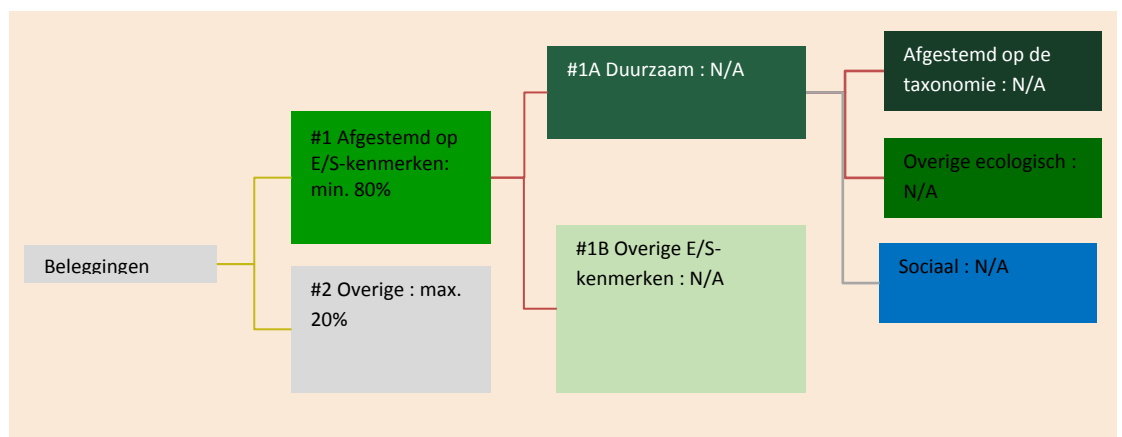 Beleggingen
#1 Afgestemd op
E/S-kenmerken:
min. 80%
#2 Overige : max.
20%
#1A Duurzaam : N/A
#1B Overige E/S-
kenmerken : N/A
Afgestemd op de
taxonomie : N/A
Overige ecologisch :
N/A
Sociaal : N/A